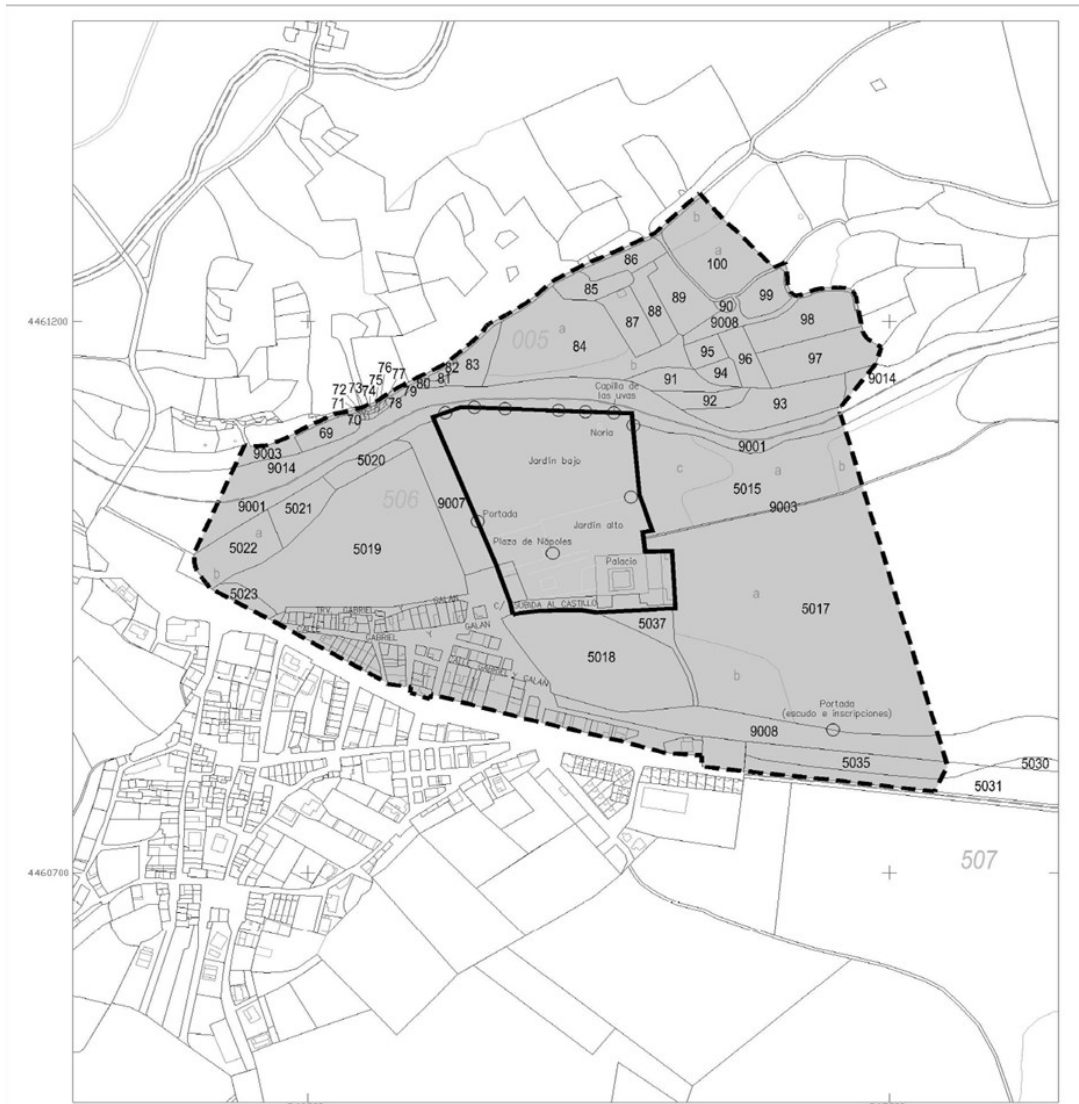 b
a
100
86
85
89
90
99
88
87
9008
98
4461200
005
a
84
83
82
81
80
79
77
76
75
74
73
72
71
78
70
69
95
96
97
94
b
91
92
93
9014
Capilla de
las uvas
Noria
9001
9003
9014
5020
Jardín bajo
c
a
b
5015
9003
506
9007
Portada
Jardín alto
Plaza de Nápoles
Palacio
9001
5021
a
5022
5019
b
5023
TRV GABRIEL Y GALAN
C/ SUBIDA AL CASTILLO
CALLE GABRIEL Y GALAN
5037
a
5017
5018
CALLE GABRIEL Y GALAN
b
Portada
(escudo e inscripciones)
9008
5035
5030
5031
4460700
507